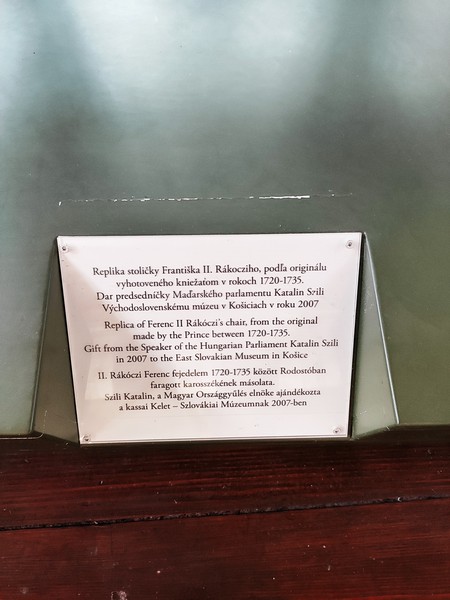 Replika stoličky Františka II. Rákocziho, podľa originálu
vyhotoveného kniežaťom v rokoch 1720-1735.
Dar predsedníčky Maďarského parlamentu Katalin Szili
Východoslovenskému múzeu v Košiciach v roku 2007
Replica of Ferenc II Rákóczi's chair, from the original
made by the Prince between 1720-1735.
Gift from the Speaker of the Hungarian Parliament Katalin Szili
in 2007 to the East Slovakian Museum in Košice
II. Rákóczi Ferenc fejedelem 1720-1735 között Rodostóban
faragott karosszékének másolata.
Szili Katalin, a Magyar Országgyűlés elnöke ajándékozta
a kassai Kelet – Szlovákiai Múzeumnak 2007-ben